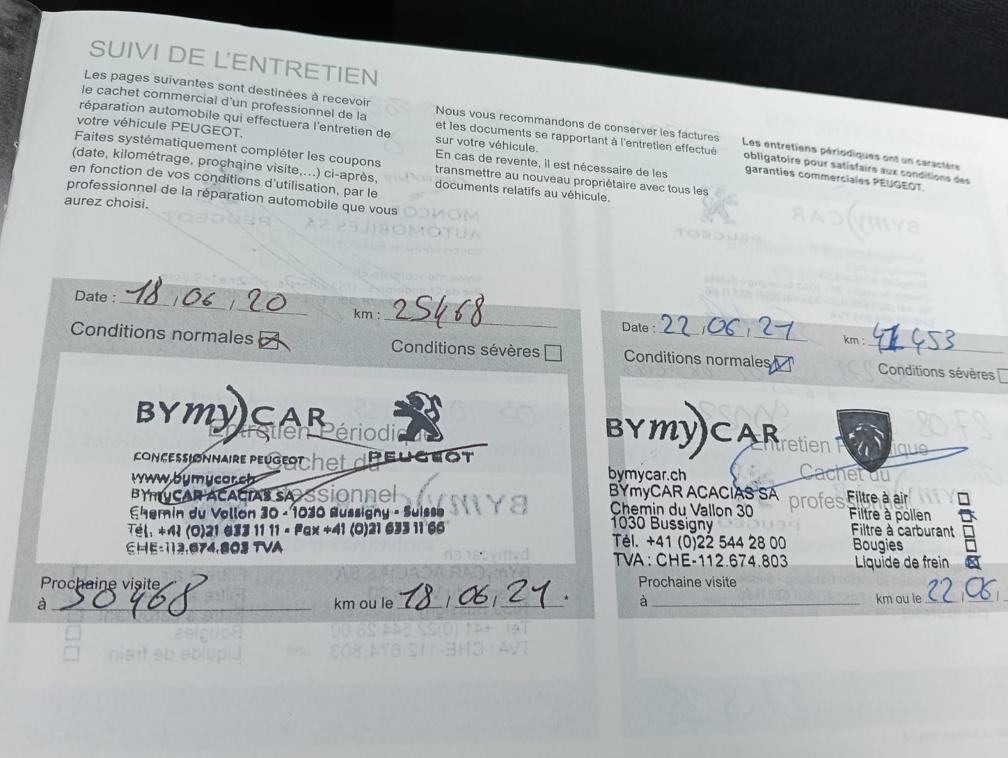 SUIVI DE L'ENTRETIEN
Les pages suivantes sont destinées à recevoir
le cachet commercial d'un professionnel de la
réparation automobile qui effectuera l'entretien de
votre véhicule PEUGEOT.
Faites systématiquement compléter les coupons
(date, kilométrage, prochaine visite,...) ci-après,
en fonction de vos conditions d'utilisation, par le
professionnel de la réparation automobile que vous
aurez choisi.
Nous vous recommandons de conserver les factures
et les documents se rapportant à l'entretien effectué
sur votre véhicule.
En cas de revente, il est nécessaire de les
transmettre au nouveau propriétaire avec tous les
documents relatifs au véhicule.
Les entretiens périodiques ont un caractère
obligatoire pour satisfaire aux conditions des
garanties commerciales PEUGEOT.
Date : 18, 06, 20 km : 25468
Conditions normales Conditions sévères
BYmy)CAR
Entretien Périodique
CONCESSIONNAIRE PEUGEOT Cachet du PEUGEOT
www.bymycar.ch
BYmyCAR ACACIAS SA professionnel
Chemin du Vallon 30 - 1030 Bussigny - Suisse
Tél. +41 (0)21 633 11 11 - Fax +41 (0)21 633 11 66
CHE-112.674.803 TVA
Prochaine visite
à 50468 km ou le 18, 06, 21.
Date : 22, 06, 21 km : 41 453
Conditions normales Conditions sévères
BYmy)CAR
Entretien Périodique
bymycar.ch Cachet du
BYmyCAR ACACIAS SA professionnel
Chemin du Vallon 30
1030 Bussigny
Tél. +41 (0)22 544 28 00
TVA : CHE-112.674.803
Filtre à air
Filtre à pollen
Filtre à carburant
Bougies
Liquide de frein
Prochaine visite
à km ou le 22, 06,